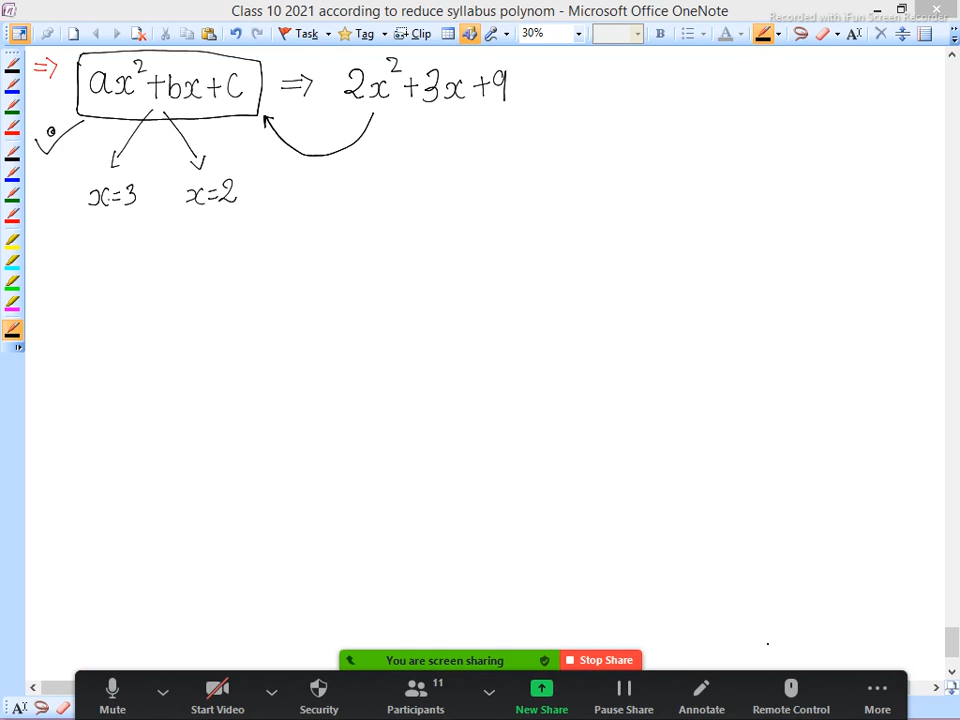 Class 10 2021 according to reduce syllabus polynom - Microsoft Office OneNote
Recorded with iFun Screen Recorder
Task Tag Clip 30% B A A
=> ax²+bx+c => 2x²+3x+9
x=3 x=2
You are screen sharing Stop Share
11
Mute Start Video Security Participants New Share Pause Share Annotate Remote Control More